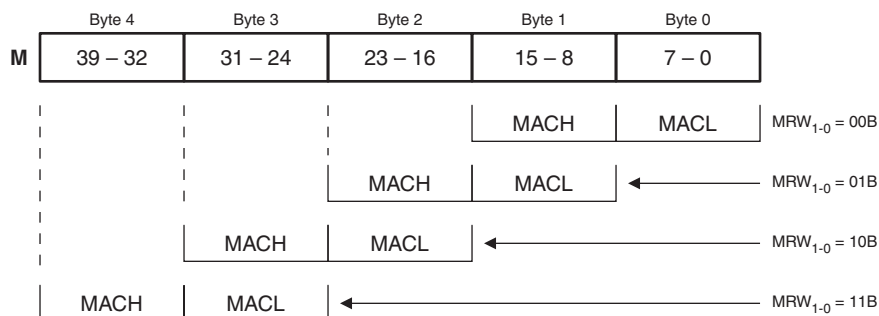 Byte 4 Byte 3 Byte 2 Byte 1 Byte 0
M 39 – 32 31 – 24 23 – 16 15 – 8 7 – 0
MACH MACL MRW1-0 = 00B
MACH MACL MRW1-0 = 01B
MACH MACL MRW1-0 = 10B
MACH MACL MRW1-0 = 11B